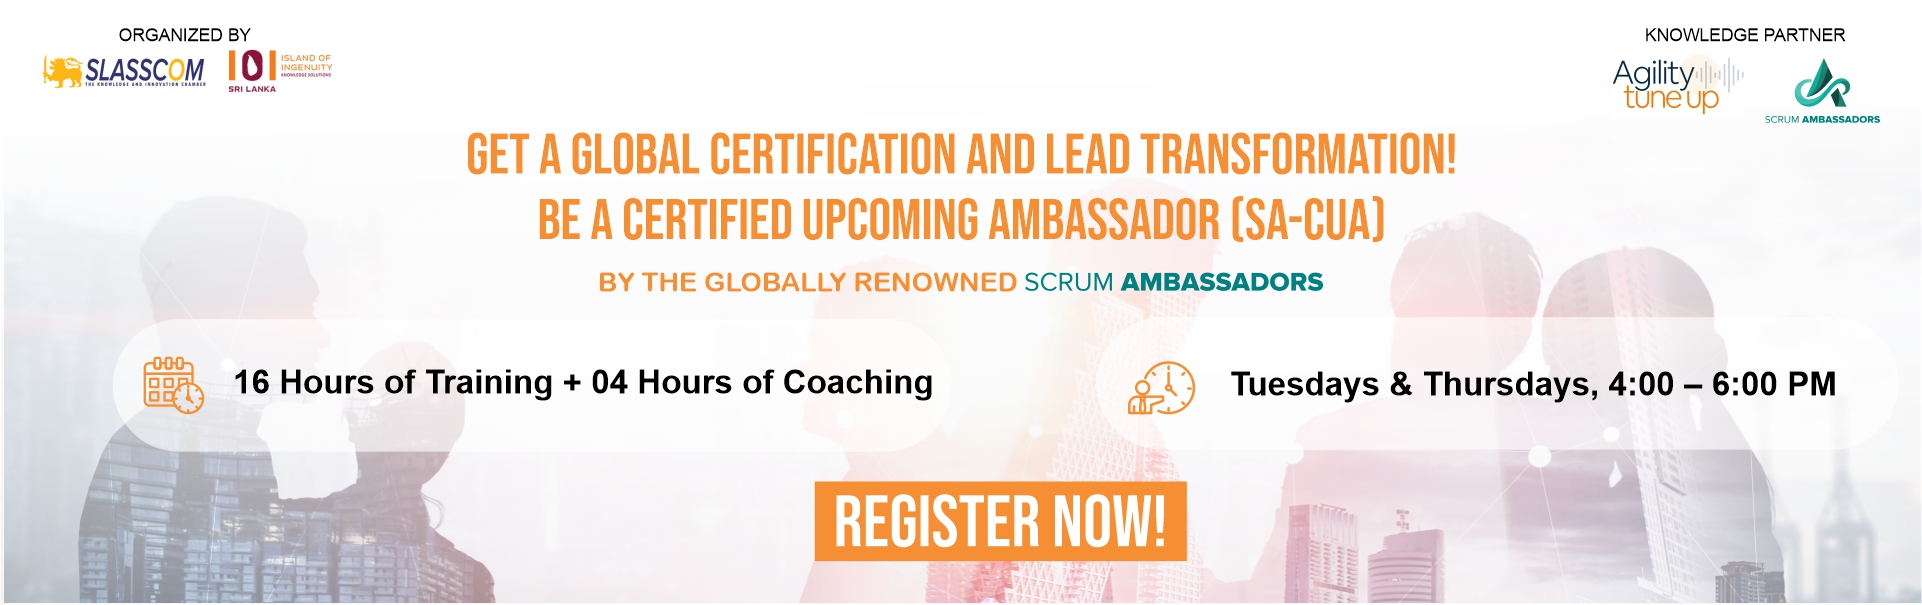 ORGANIZED BY
SLASSCOM
THE KNOWLEDGE AND INNOVATION CHAMBER
IOI
SRI LANKA
ISLAND OF
INGENUITY
KNOWLEDGE SOLUTIONS
KNOWLEDGE PARTNER
Agility
tune up
SCRUM AMBASSADORS
GET A GLOBAL CERTIFICATION AND LEAD TRANSFORMATION!
BE A CERTIFIED UPCOMING AMBASSADOR (SA-CUA)
BY THE GLOBALLY RENOWNED SCRUM AMBASSADORS
16 Hours of Training + 04 Hours of Coaching
Tuesdays & Thursdays, 4:00 – 6:00 PM
REGISTER NOW!